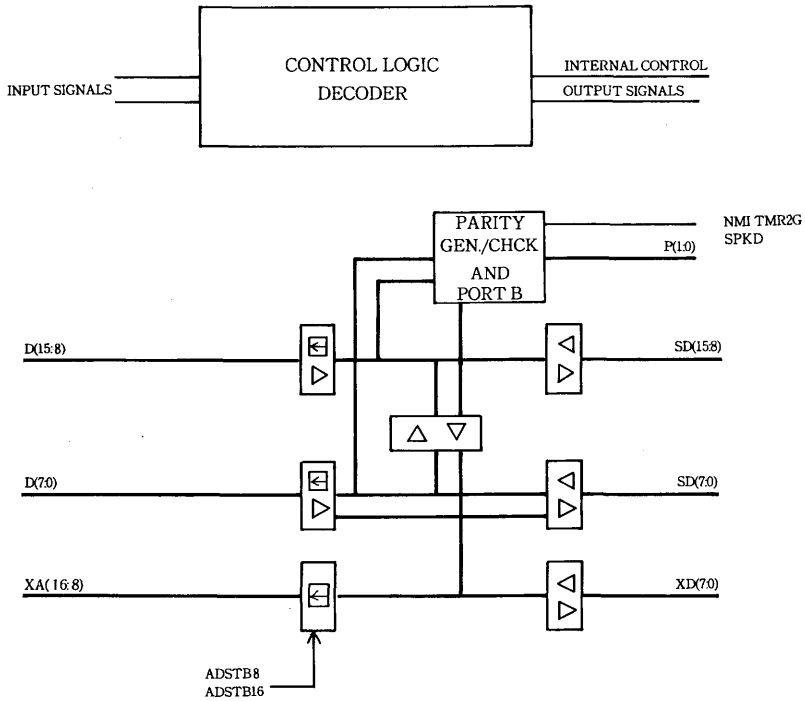 CONTROL LOGIC
DECODER
INPUT SIGNALS
INTERNAL CONTROL
OUTPUT SIGNALS
PARITY
GEN./CHCK
AND
PORT B
NMI TMR2G
SPKD
P(1:0)
D(15:8)
SD(15:8)
D(7:0)
SD(7:0)
XA(16:8)
XD(7:0)
ADSTB8
ADSTB16